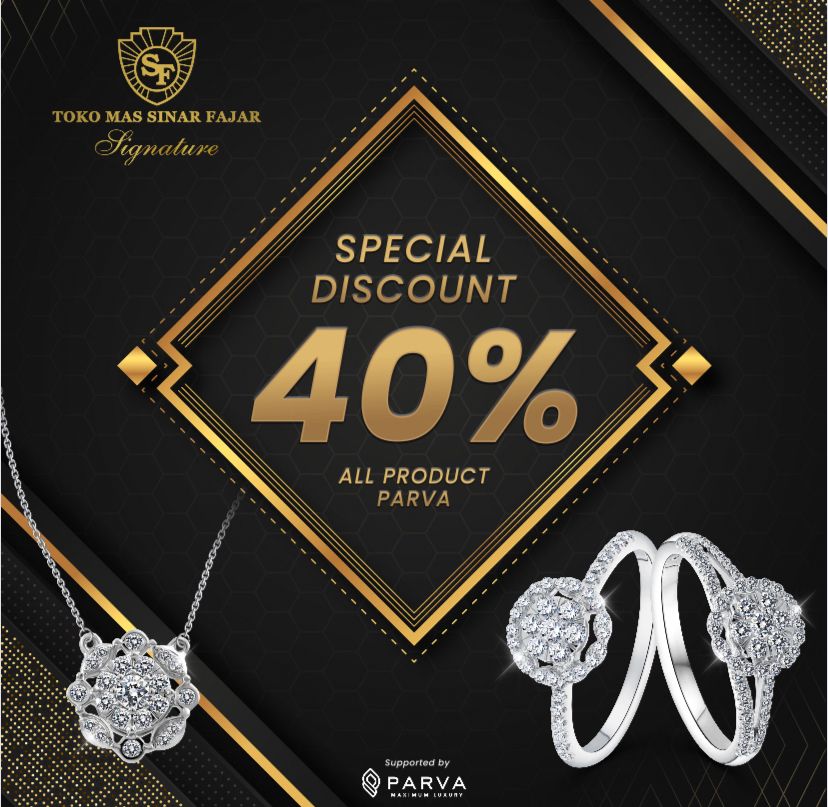 SF
TOKO MAS SINAR FAJAR
Signature
SPECIAL
DISCOUNT
40%
ALL PRODUCT
PARVA
Supported by
PARVA
MAXIMUM LUXURY